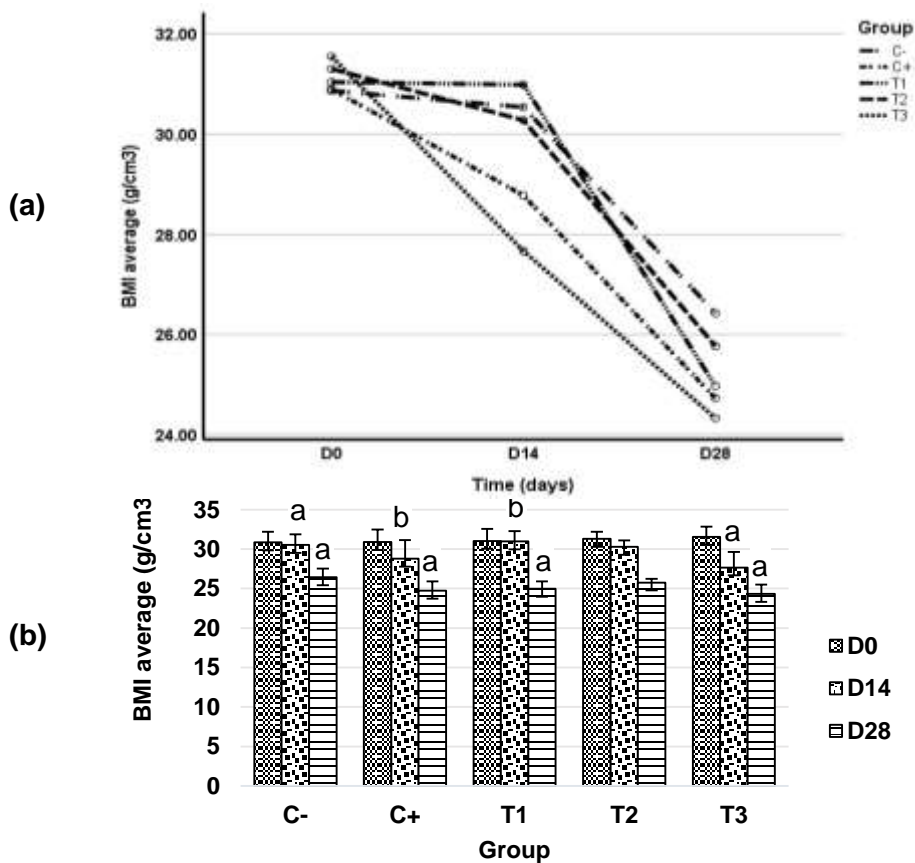 (a)
BMI average (g/cm3)
32.00
30.00
28.00
26.00
24.00
D0
D14
D28
Time (days)
Group
C-
C+
T1
T2
T3
(b)
BMI average (g/cm3
35
30
25
20
15
10
5
0
a
a
b
a
b
a
a
a
C-
C+
T1
T2
T3
Group
D0
D14
D28